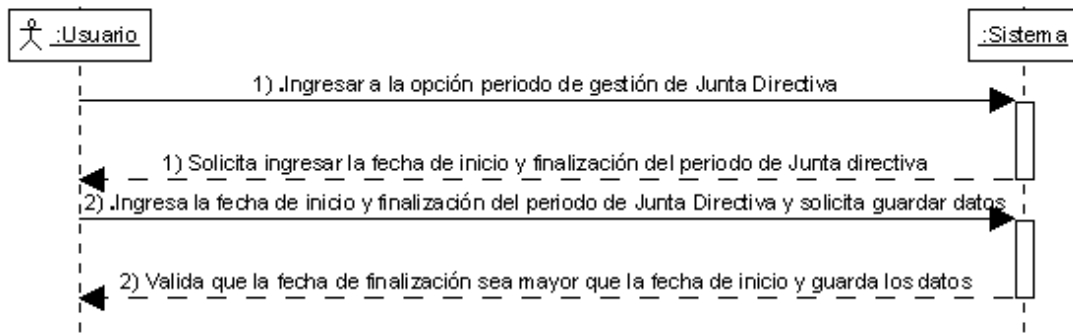 :Usuario
:Sistema
1) .Ingresar a la opción periodo de gestión de Junta Directiva
1) Solicita ingresar la fecha de inicio y finalización del periodo de Junta directiva
2) .Ingresa la fecha de inicio y finalización del periodo de Junta Directiva y solicita guardar datos
2) Valida que la fecha de finalización sea mayor que la fecha de inicio y guarda los datos